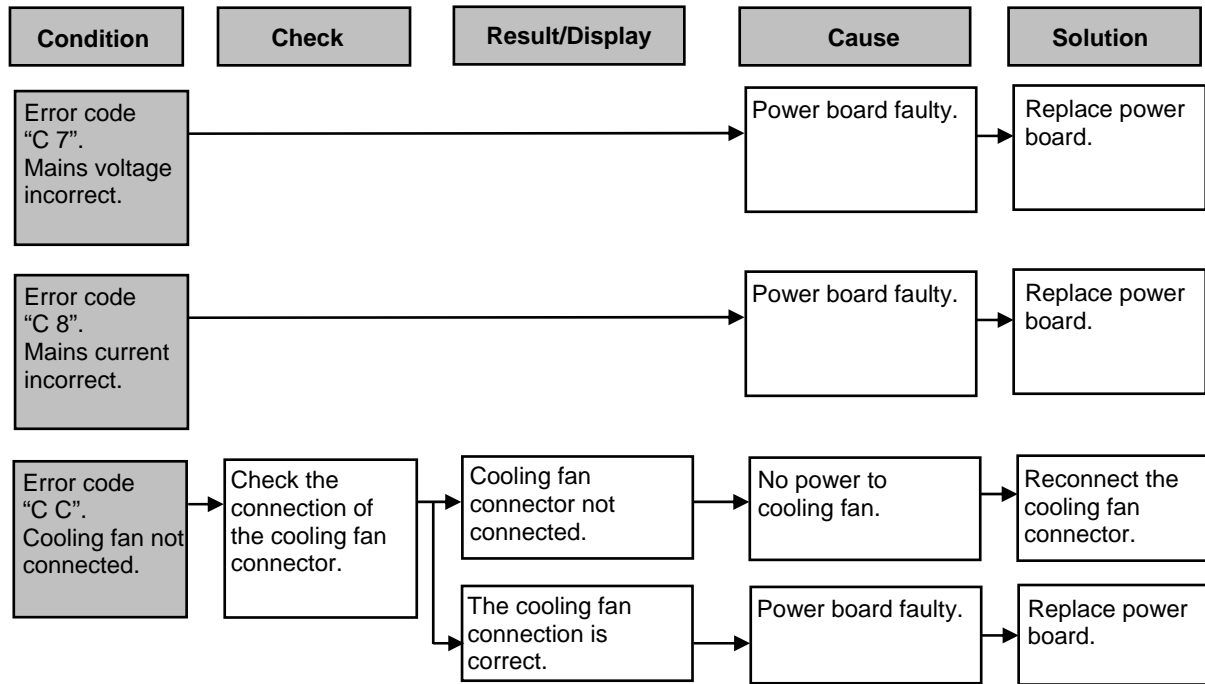 Condition
Check
Result/Display
Cause
Solution
Error code
“C 7”.
Mains voltage
incorrect.
Power board faulty.
Replace power
board.
Error code
“C 8”.
Mains current
incorrect.
Power board faulty.
Replace power
board.
Error code
“C C”.
Cooling fan not
connected.
Check the
connection of
the cooling fan
connector.
Cooling fan
connector not
connected.
No power to
cooling fan.
Reconnect the
cooling fan
connector.
The cooling fan
connection is
correct.
Power board faulty.
Replace power
board.